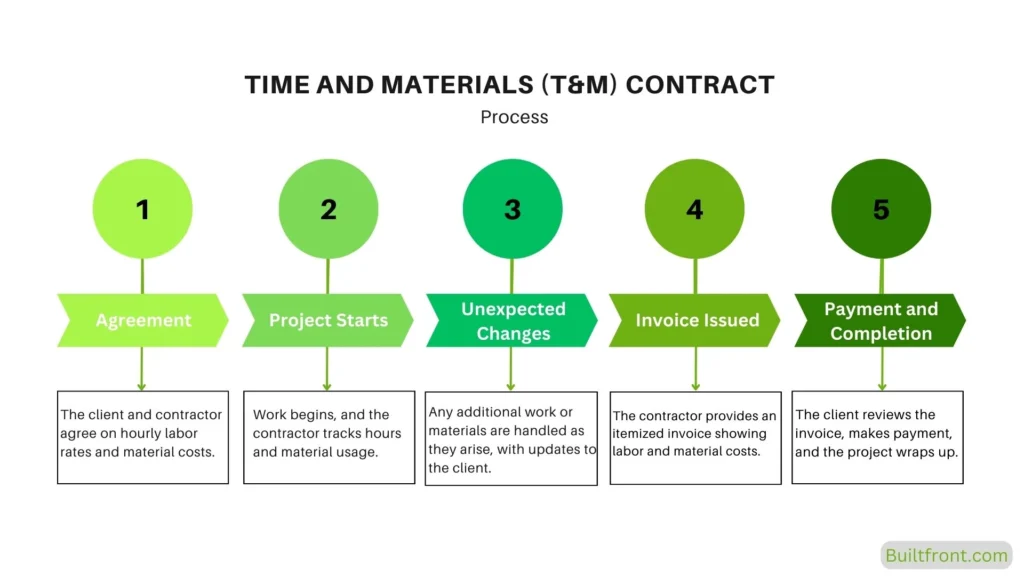 TIME AND MATERIALS (T&M) CONTRACT
Process
1
2
3
4
5
Agreement
Project Starts
Unexpected
Changes
Invoice Issued
Payment and
Completion
The client and contractor
agree on hourly labor
rates and material costs.
Work begins, and the
contractor tracks hours
and material usage.
Any additional work or
materials are handled as
they arise, with updates to
the client.
The contractor provides an
itemized invoice showing
labor and material costs.
The client reviews the
invoice, makes payment,
and the project wraps up.
Builtfront.com